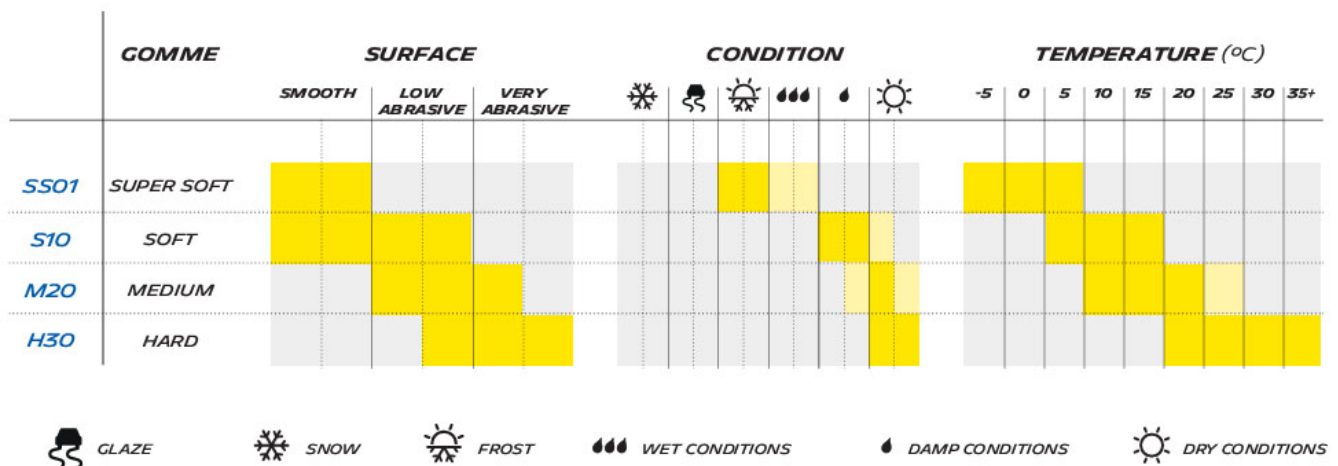 GOMME SURFACE CONDITION TEMPERATURE (ºC)
SMOOTH LOW ABRASIVE VERY ABRASIVE -5 0 5 10 15 20 25 30 35+
SS01 SUPER SOFT
S10 SOFT
M20 MEDIUM
H30 HARD
GLAZE SNOW FROST WET CONDITIONS DAMP CONDITIONS DRY CONDITIONS